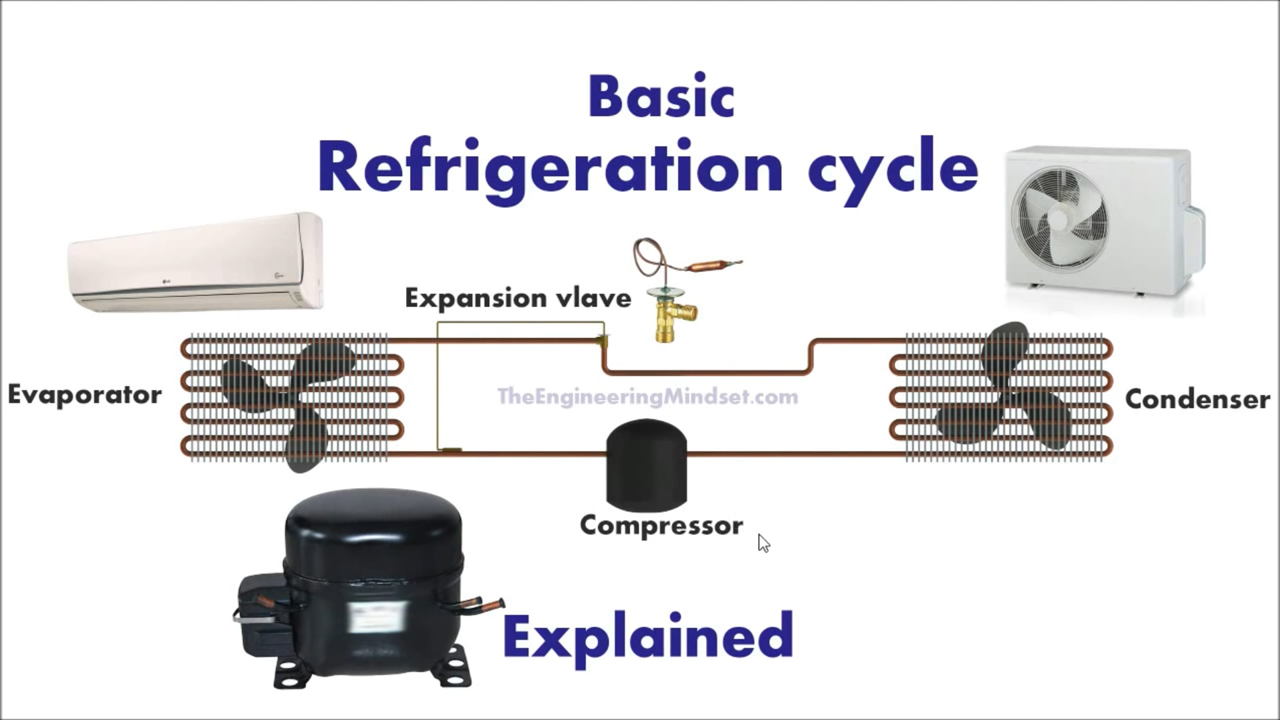 Basic
Refrigeration cycle
Expansion vlave
Evaporator
TheEngineeringMindset.com
Condenser
Compressor
Explained